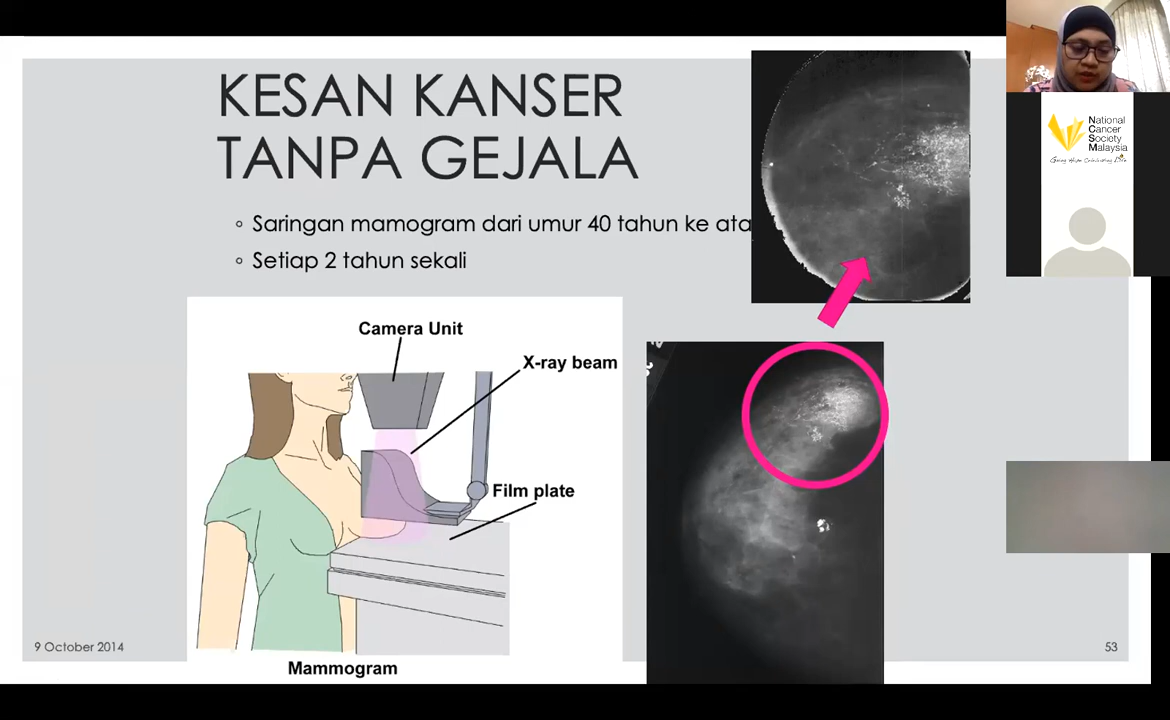 KESAN KANSER
TANPA GEJALA
Saringan mamogram dari umur 40 tahun ke ata
Setiap 2 tahun sekali
Camera Unit
X-ray beam
Film plate
Mammogram
9 October 2014
53
National
Cancer
Society
Malaysia